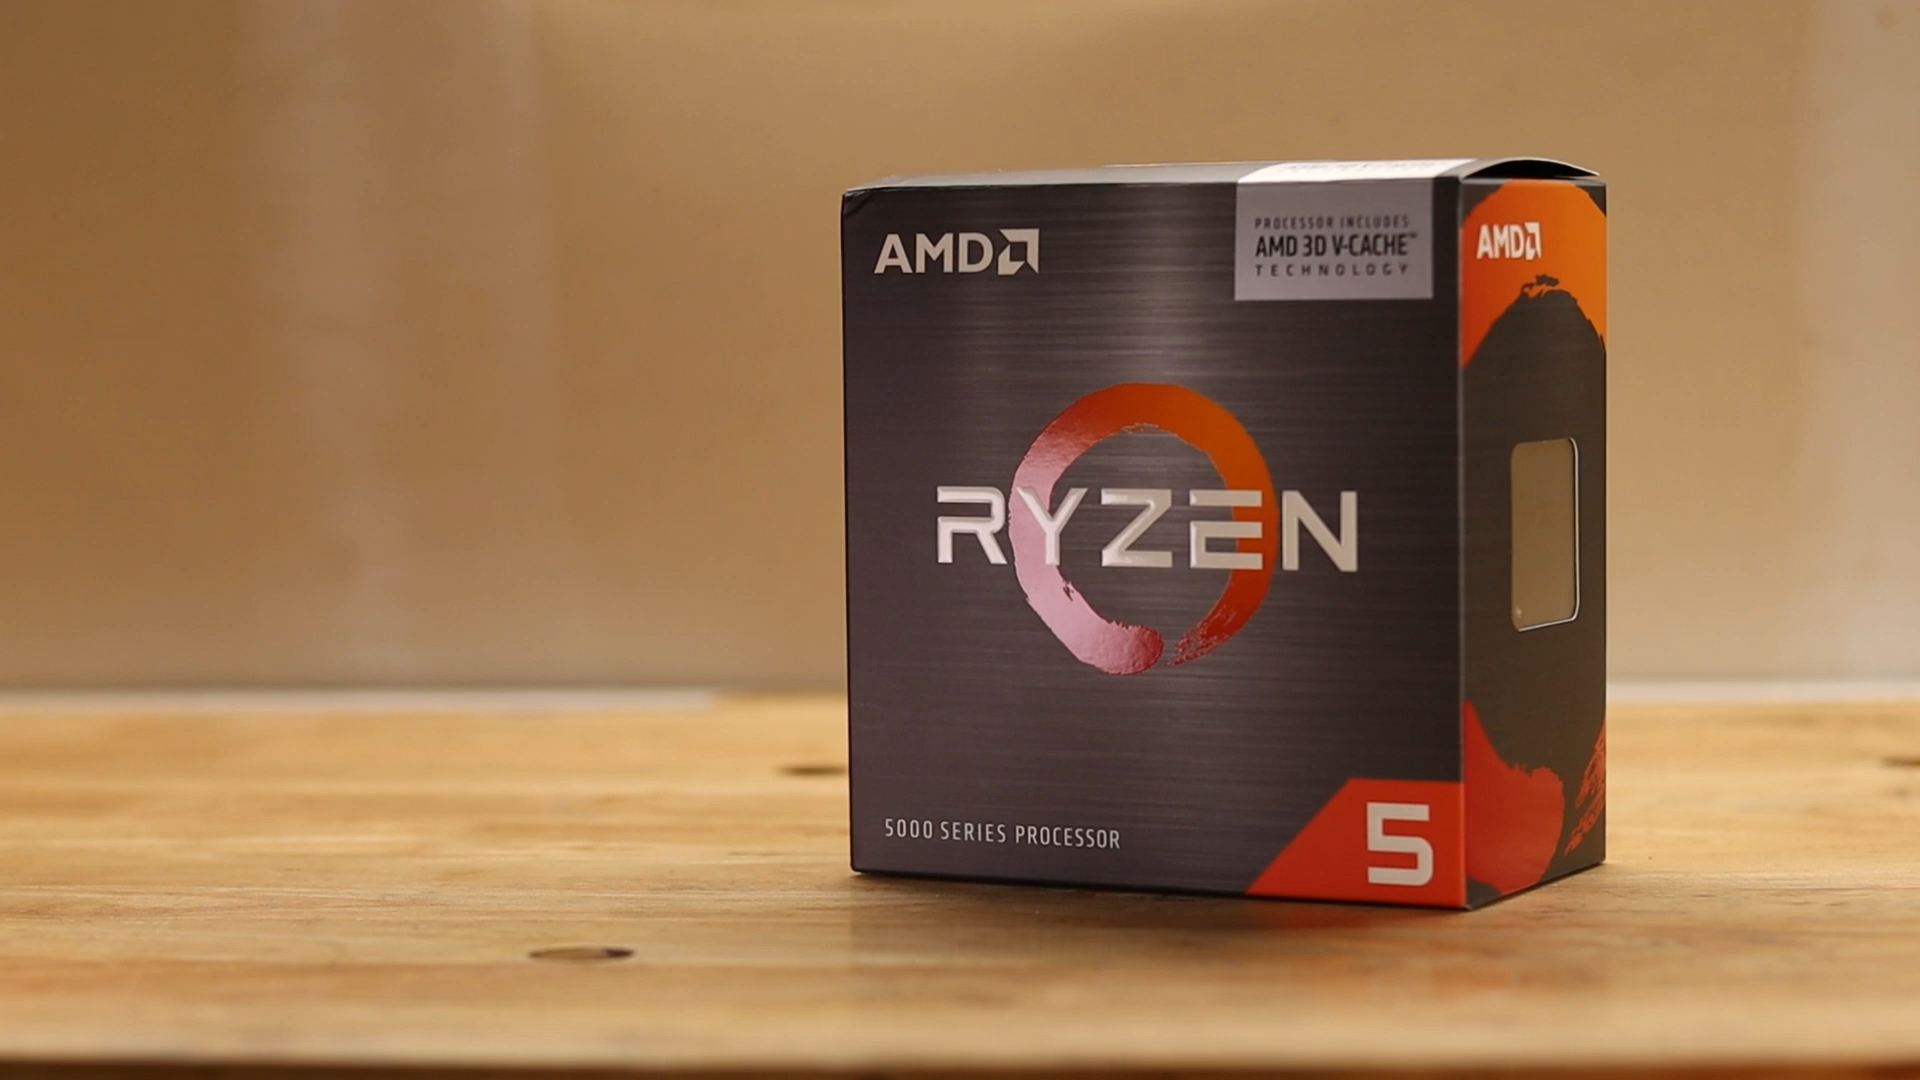 AMD
PROCESSOR INCLUDES
AMD 3D V-CACHE™
TECHNOLOGY
RYZEN
5000 SERIES PROCESSOR
5
AMD